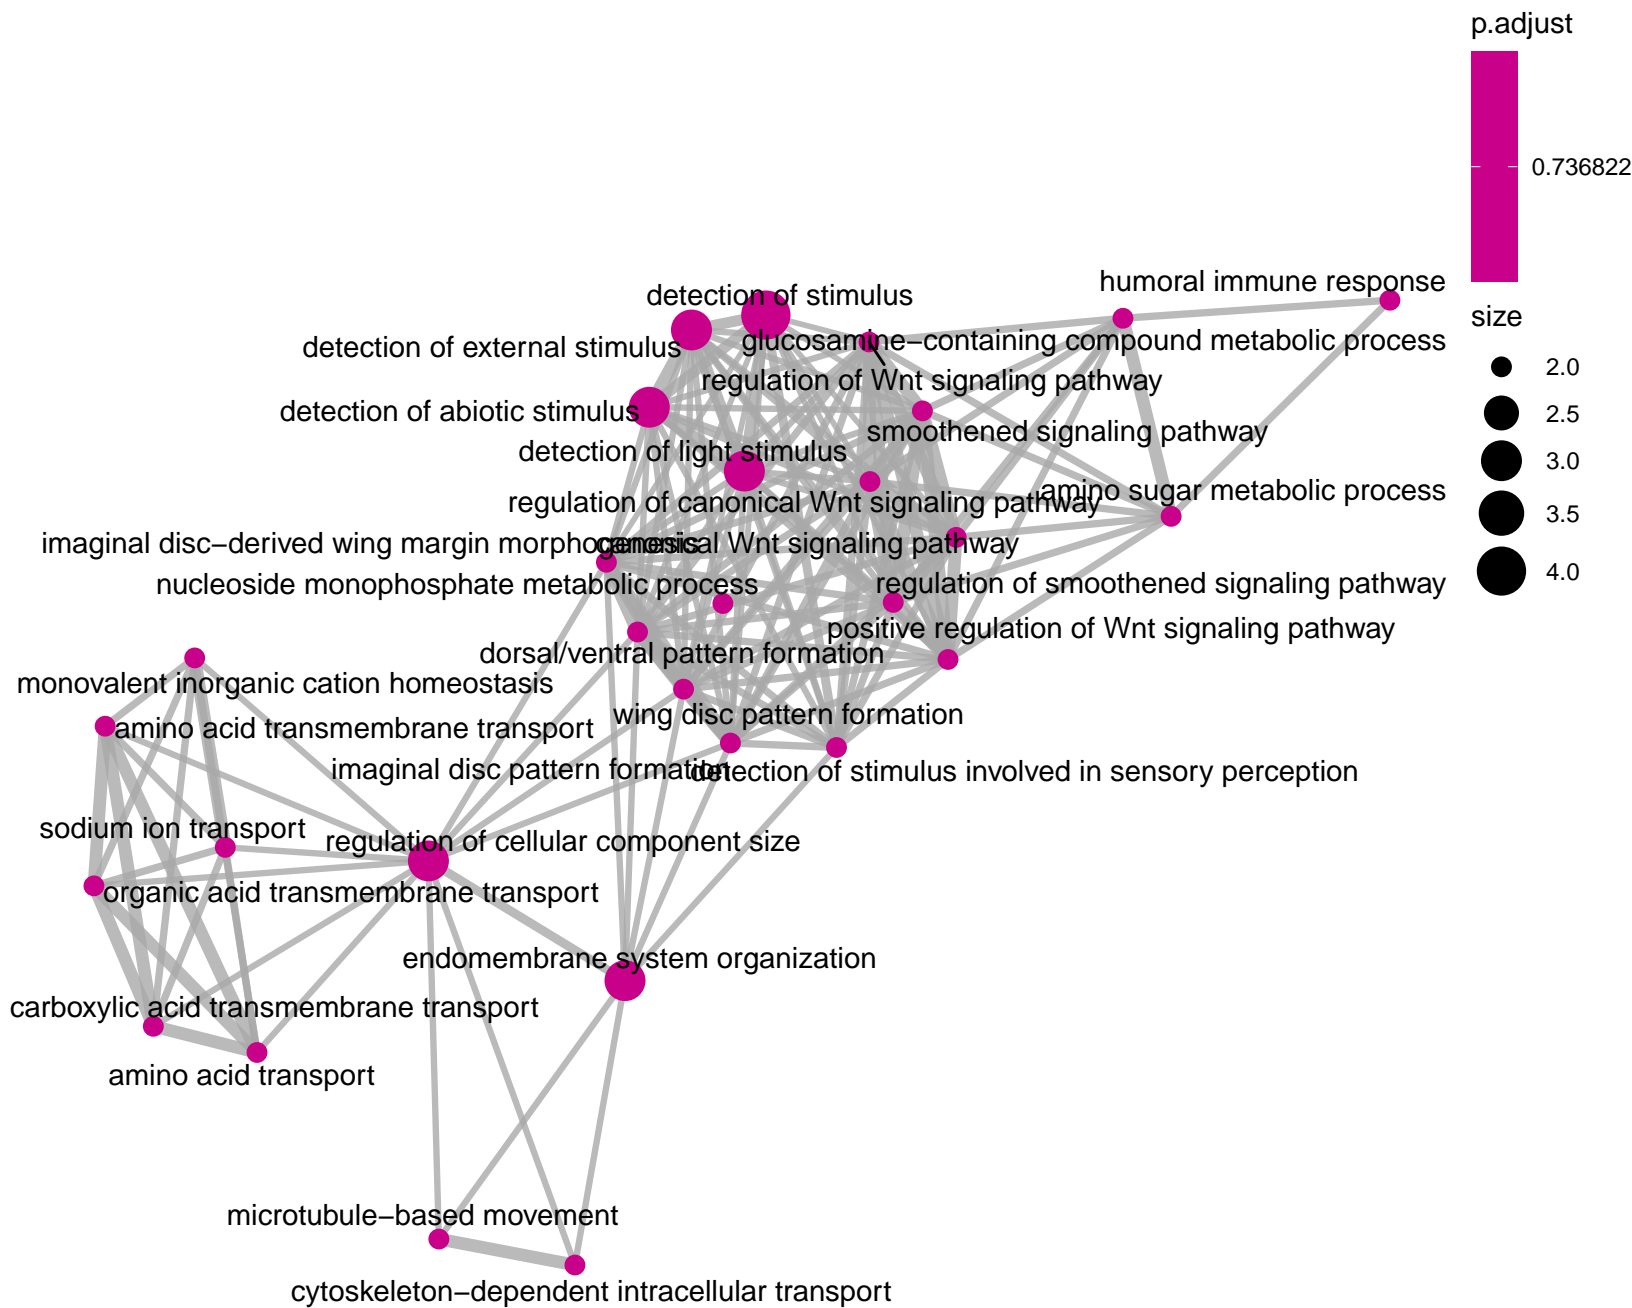 p.adjust
0.736822
humoral immune response
detection of stimulus
size
glucosamine−containing compound metabolic process
detection of external stimulus
2.0
regulation of Wnt signaling pathway
detection of abiotic stimulus
2.5
smoothened signaling pathway
detection of light stimulus
3.0
amino sugar metabolic process
regulation of canonical Wnt signaling pathway
3.5
imaginal disc−derived wing margin morphogenesis
canonical Wnt signaling pathway
4.0
nucleoside monophosphate metabolic process
regulation of smoothened signaling pathway
positive regulation of Wnt signaling pathway
dorsal/ventral pattern formation
monovalent inorganic cation homeostasis
wing disc pattern formation
amino acid transmembrane transport
imaginal disc pattern formation
detection of stimulus involved in sensory perception
sodium ion transport
regulation of cellular component size
organic acid transmembrane transport
endomembrane system organization
carboxylic acid transmembrane transport
amino acid transport
microtubule−based movement
cytoskeleton−dependent intracellular transport